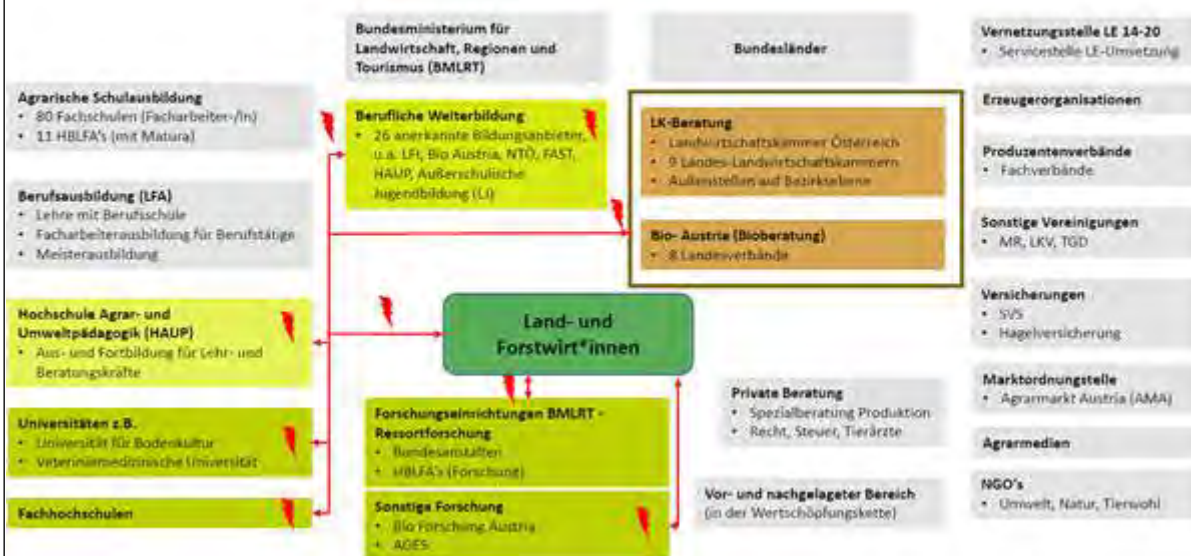 Bundesministerium für
Landwirtschaft, Regionen und
Tourismus (BMLRT)
Bundesländer
Vernetzungsstelle LE 14-20
• Servicestelle LE-Umsetzung
Agrarische Schulausbildung
• 80 Fachschulen (Facharbeiter-/in)
• 11 HBLFA's (mit Matura)
Berufliche Weiterbildung
• 26 anerkannte Bildungsanbieter,
u.a. LFI, Bio Austria, NTÖ, FAST,
HAUP, Außerschulische
Jugendbildung (LJ)
LK-Beratung
• Landwirtschaftskammer Österreich
• 9 Landes-Landwirtschaftskammern
• Außenstellen auf Bezirksebene
Erzeugerorganisationen
Produzentenverbände
• Fachverbände
Berufsausbildung (LFA)
• Lehre mit Berufsschule
• Facharbeiterausbildung für Berufstätige
• Meisterausbildung
Bio- Austria (Bioberatung)
• 8 Landesverbände
Sonstige Vereinigungen
• MR, LKV, TGD
Hochschule Agrar- und
Umweltpädagogik (HAUP)
• Aus- und Fortbildung für Lehr- und
Beratungskräfte
Land- und
Forstwirt*innen
Versicherungen
• SVS
• Hagelversicherung
Universitäten z.B.
• Universität für Bodenkultur
• Veterinärmedizinische Universität
Forschungseinrichtungen BMLRT -
Ressortforschung
• Bundesanstalten
• HBLFA's (Forschung)
Private Beratung
• Spezialberatung Produktion
• Recht, Steuer, Tierärzte
Marktordnungstelle
• Agrarmarkt Austria (AMA)
Agrarmedien
Fachhochschulen
Sonstige Forschung
• Bio Forschung Austria
• AGES
Vor- und nachgelageter Bereich
(in der Wertschöpfungskette)
NGO's
• Umwelt, Natur, Tierwohl